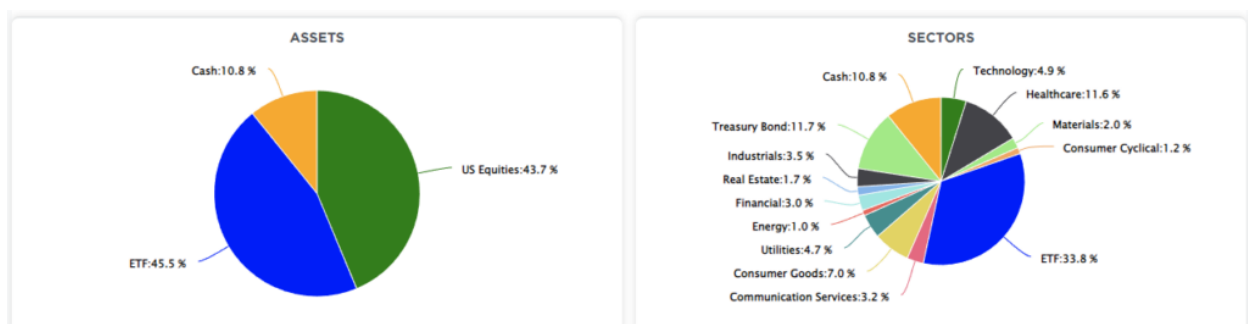 ASSETS
Cash:10.8 %
US Equities:43.7 %
ETF:45.5 %
SECTORS
Cash:10.8 %
Technology:4.9 %
Healthcare:11.6 %
Materials:2.0 %
Consumer Cyclical:1.2 %
Treasury Bond:11.7 %
Industrials:3.5 %
Real Estate:1.7 %
Financial:3.0 %
Energy:1.0 %
Utilities:4.7 %
Consumer Goods:7.0 %
Communication Services:3.2 %
ETF:33.8 %